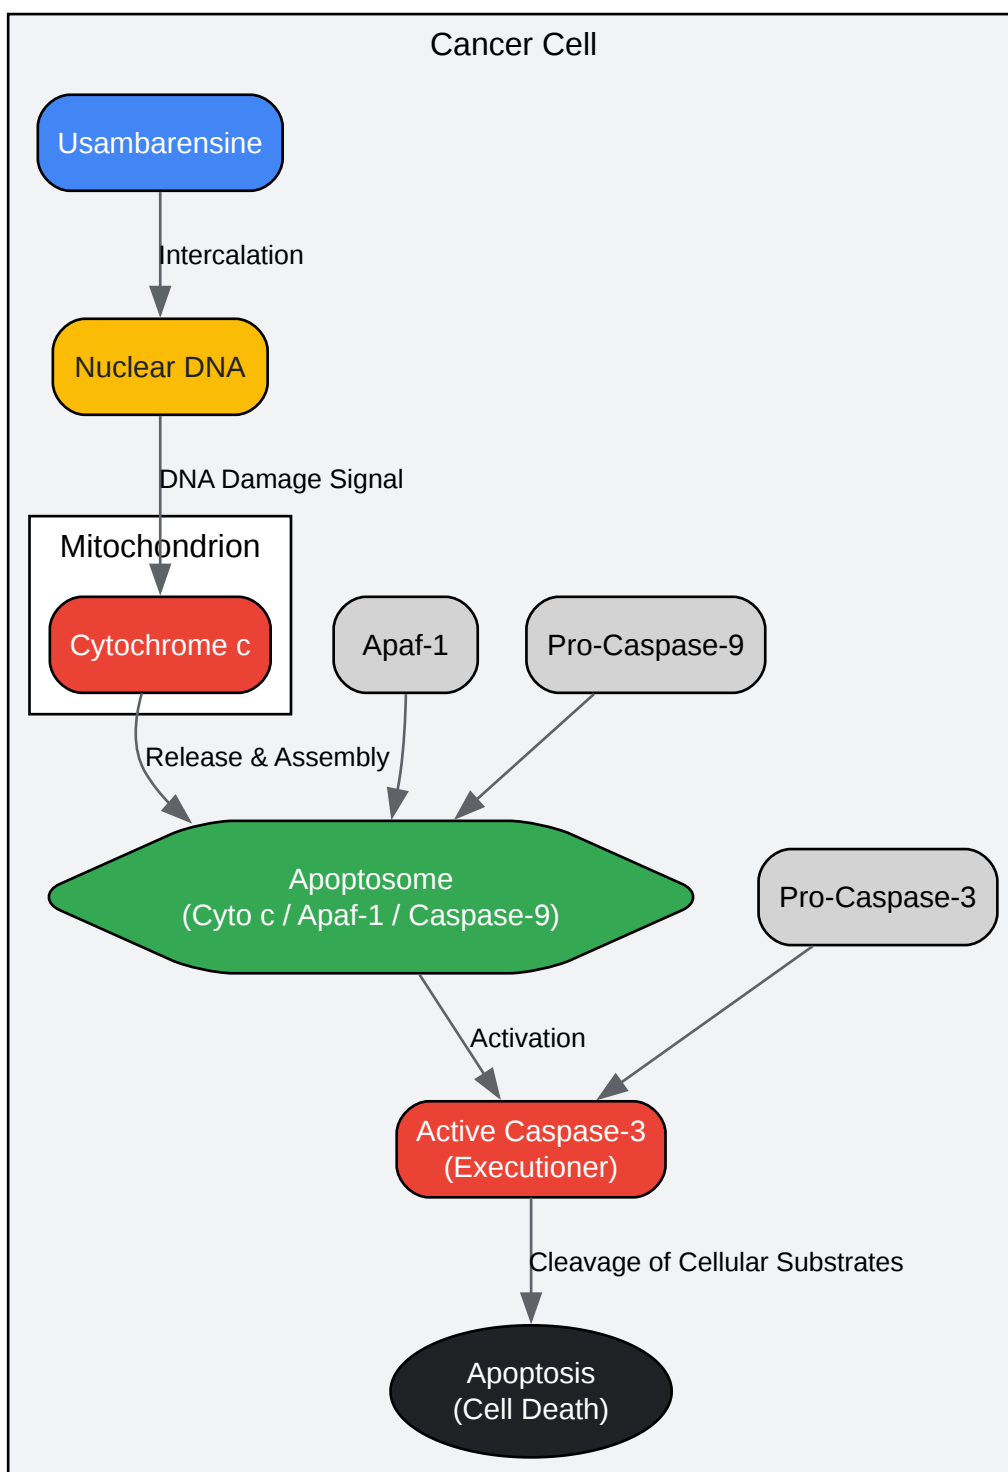 Cancer Cell
Usambarensine
Intercalation
Nuclear DNA
DNA Damage Signal
Mitochondrion
Cytochrome c
Apaf-1
Pro-Caspase-9
Release & Assembly
Apoptosome
(Cyto c / Apaf-1 / Caspase-9)
Pro-Caspase-3
Activation
Active Caspase-3
(Executioner)
Cleavage of Cellular Substrates
Apoptosis
(Cell Death)